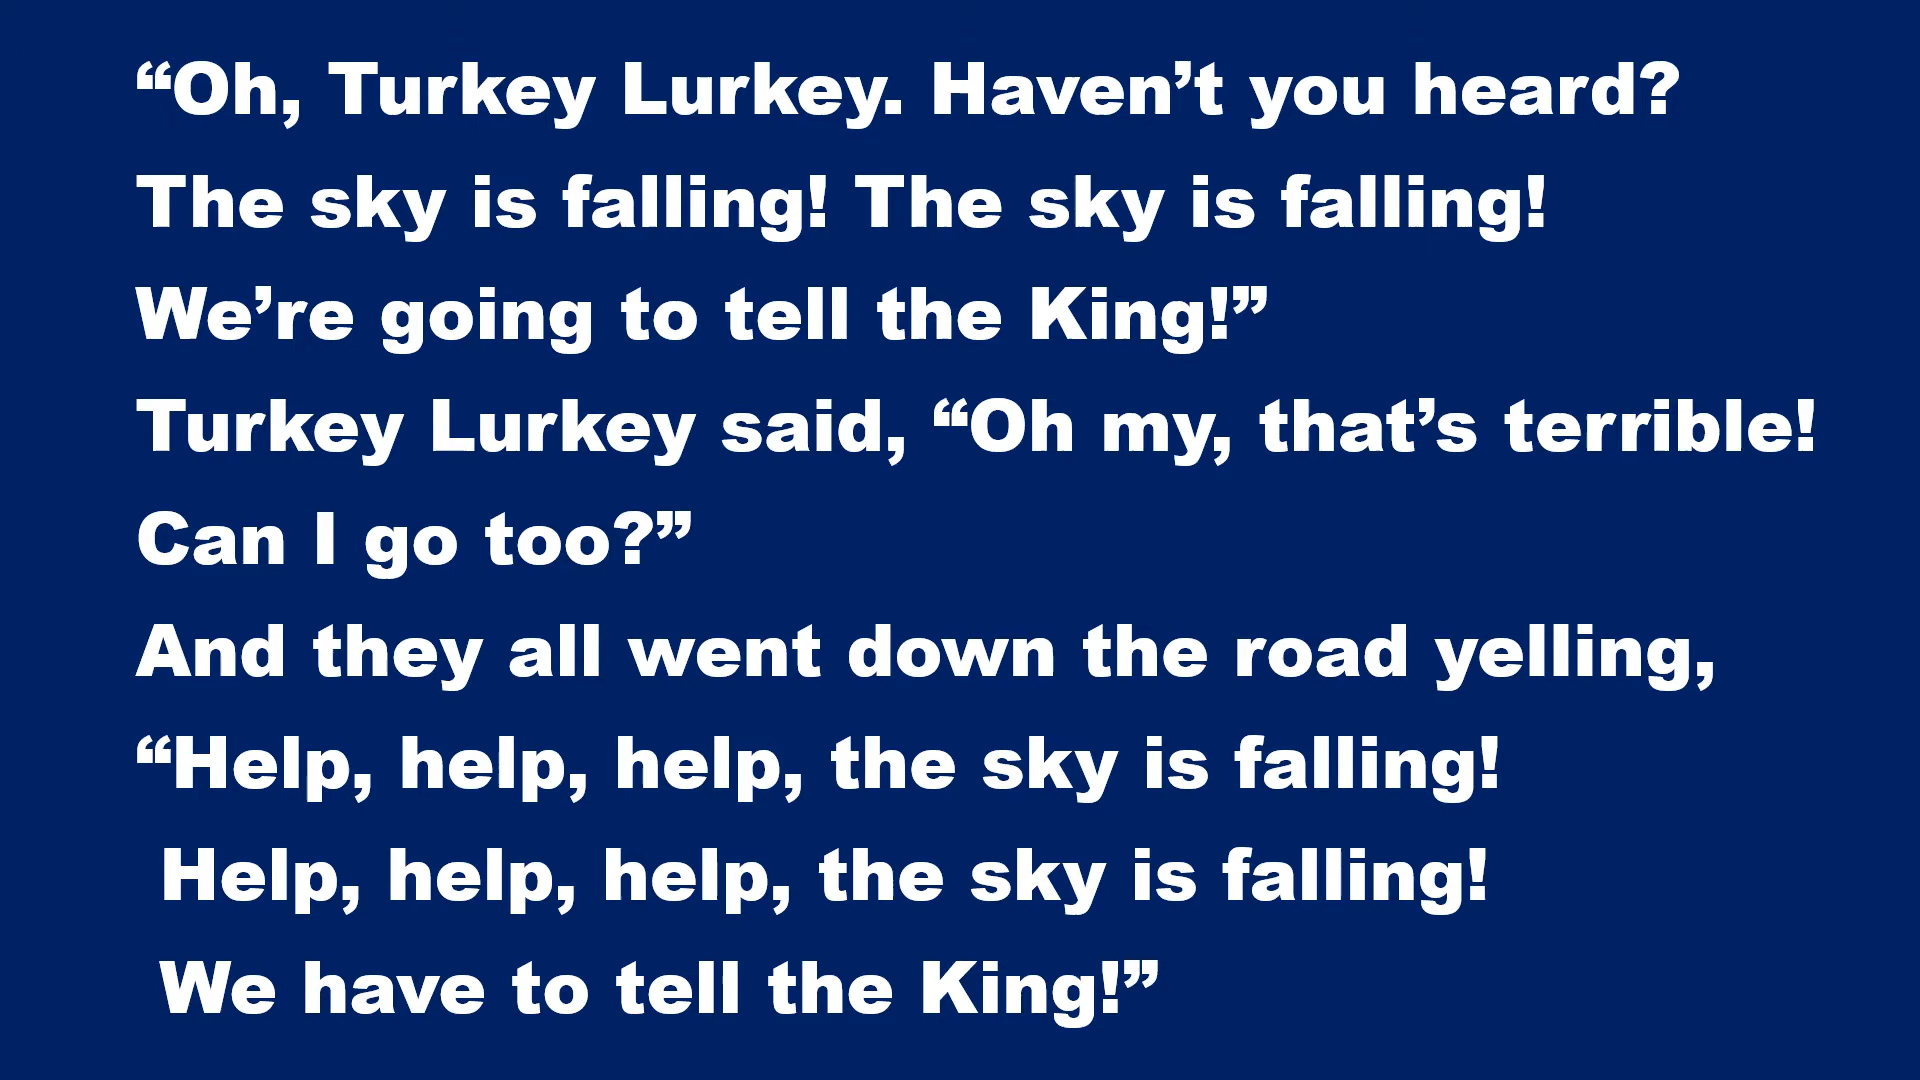 “Oh, Turkey Lurkey. Haven’t you heard?
The sky is falling! The sky is falling!
We’re going to tell the King!”
Turkey Lurkey said, “Oh my, that’s terrible!
Can I go too?”
And they all went down the road yelling,
“Help, help, help, the sky is falling!
Help, help, help, the sky is falling!
We have to tell the King!”